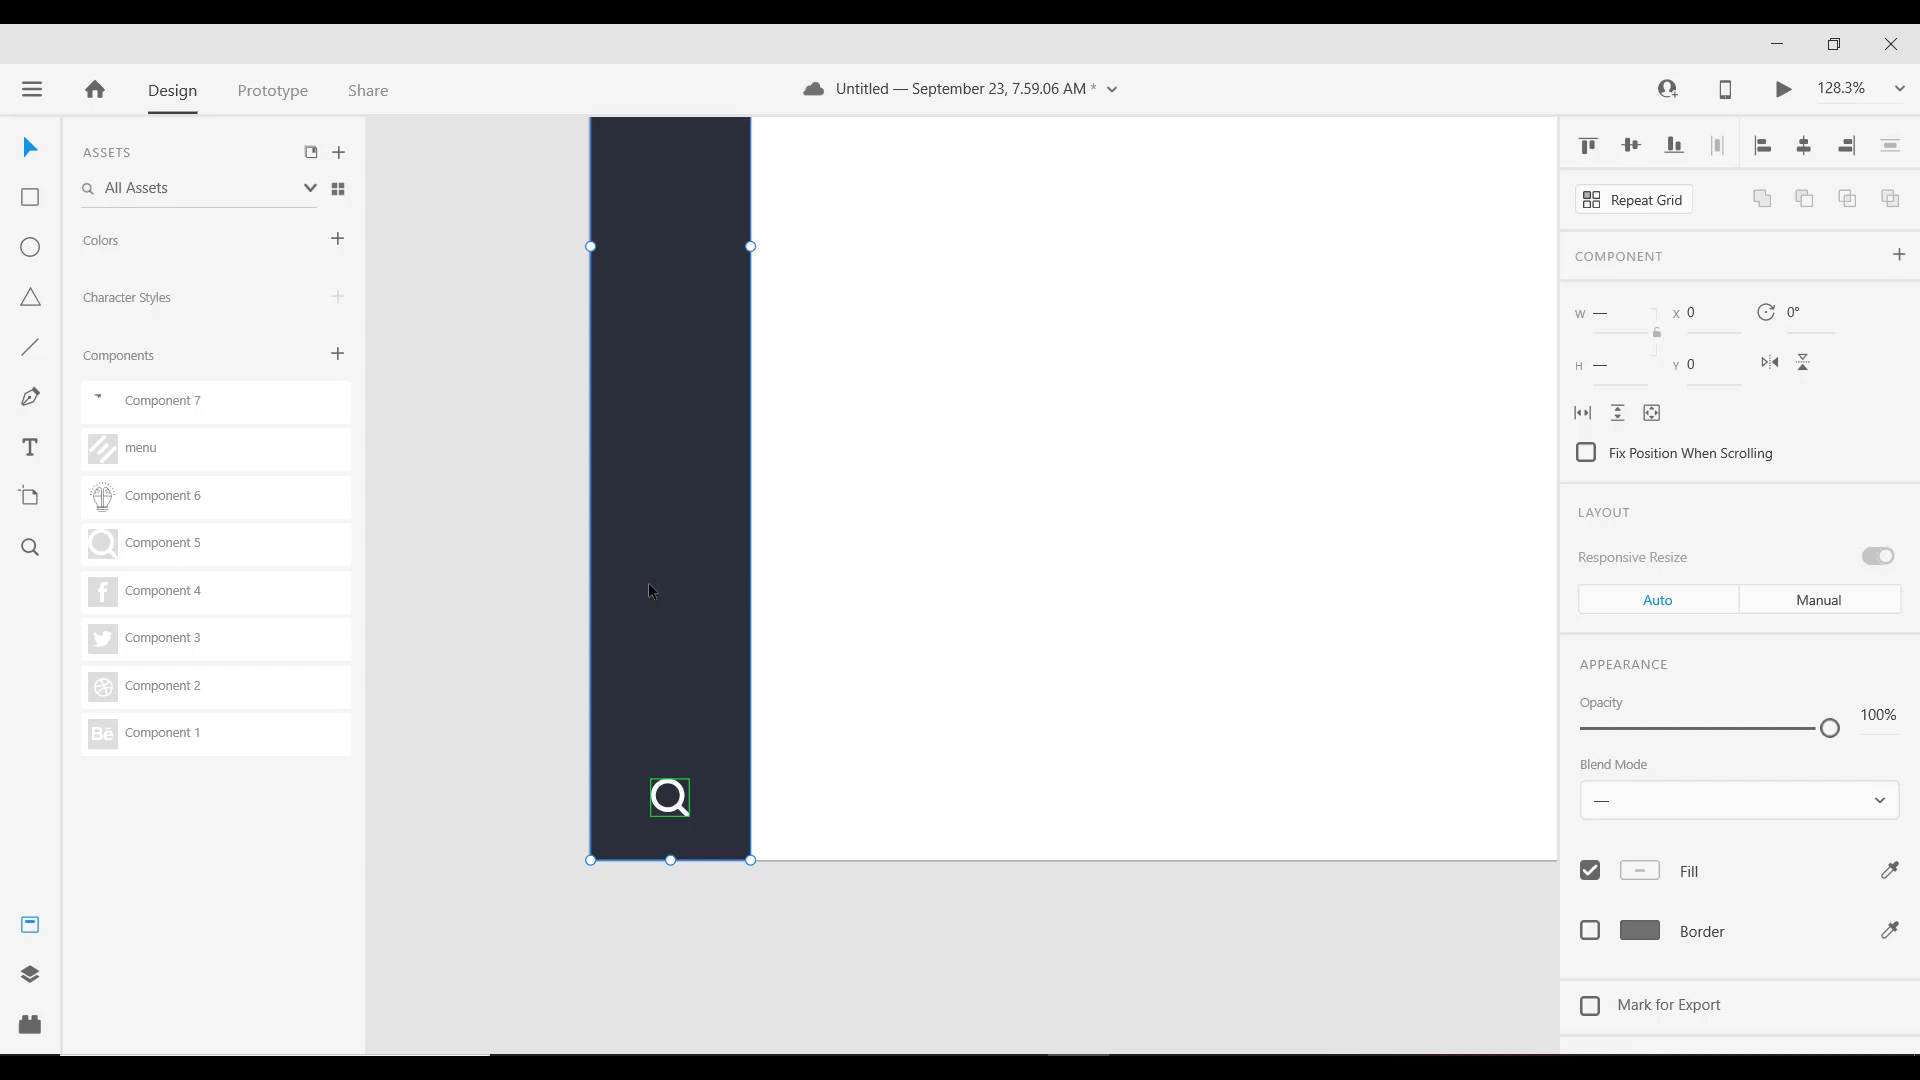 Design
Prototype
Share
Untitled — September 23, 7.59.06 AM *
128.3%
ASSETS
All Assets
Colors
Character Styles
Components
Component 7
menu
Component 6
Component 5
f
Component 4
Component 3
Component 2
Bē
Component 1
Repeat Grid
COMPONENT
W —
X 0
0°
H —
Y 0
Fix Position When Scrolling
LAYOUT
Responsive Resize
Auto
Manual
APPEARANCE
Opacity
100%
Blend Mode
—
Fill
Border
Mark for Export